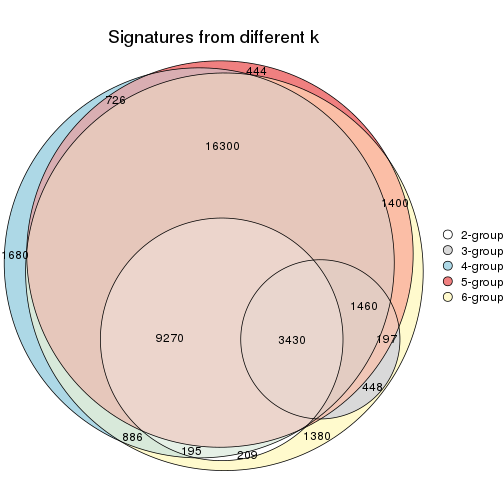 Signatures from different k
444
726
16300
1400
1680
1460
9270
3430
197
448
886
1380
195
209
2-group
3-group
4-group
5-group
6-group